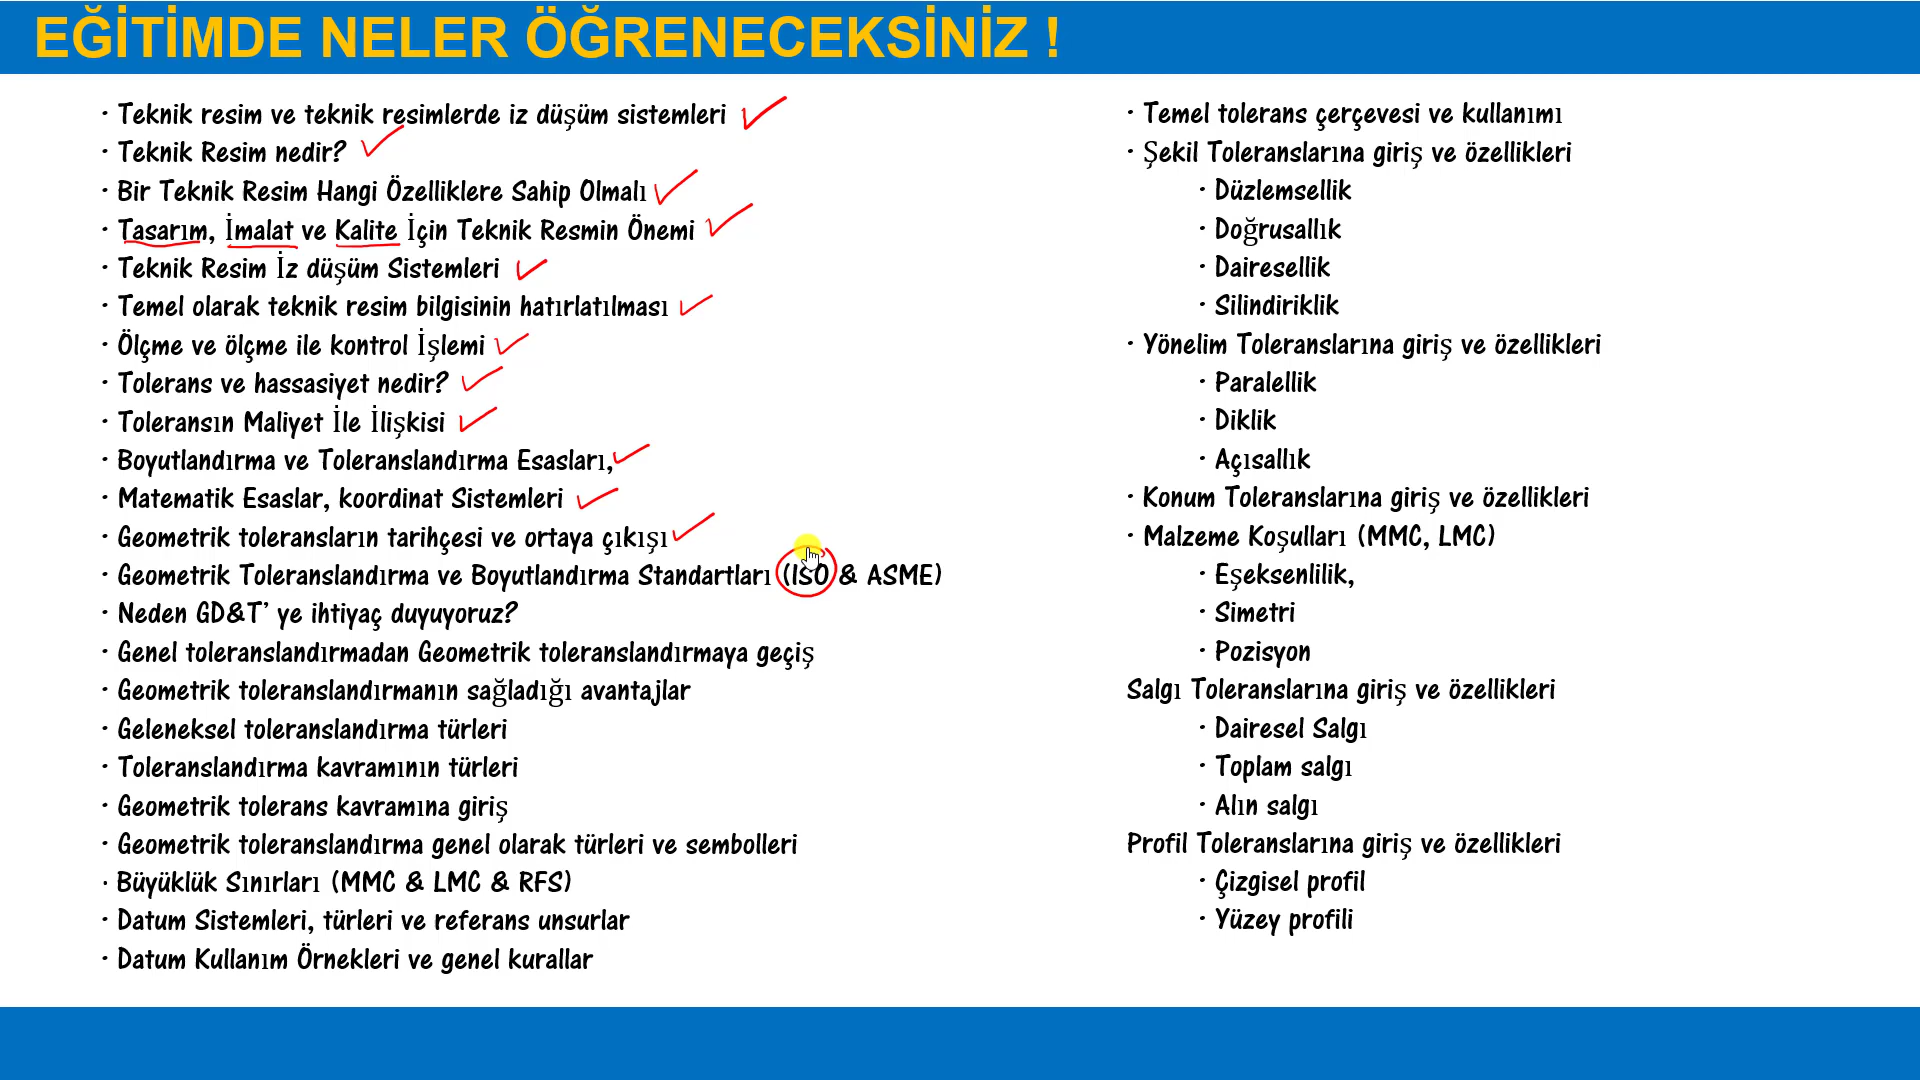 EĞİTİMDE NELER ÖĞRENECEKSİNİZ !
· Teknik resim ve teknik resimlerde iz düşüm sistemleri
· Teknik Resim nedir?
· Bir Teknik Resim Hangi Özelliklere Sahip Olmalı
· Tasarım, İmalat ve Kalite İçin Teknik Resmin Önemi
· Teknik Resim İz düşüm Sistemleri
· Temel olarak teknik resim bilgisinin hatırlatılması
· Ölçme ve ölçme ile kontrol İşlemi
· Tolerans ve hassasiyet nedir?
· Toleransın Maliyet İle İlişkisi
· Boyutlandırma ve Toleranslandırma Esasları,
· Matematik Esaslar, koordinat Sistemleri
· Geometrik toleransların tarihçesi ve ortaya çıkışı
· Geometrik Toleranslandırma ve Boyutlandırma Standartları (ISO & ASME)
· Neden GD&T' ye ihtiyaç duyuyoruz?
· Genel toleranslandırmadan Geometrik toleranslandırmaya geçiş
· Geometrik toleranslandırmanın sağladığı avantajlar
· Geleneksel toleranslandırma türleri
· Toleranslandırma kavramının türleri
· Geometrik tolerans kavramına giriş
· Geometrik toleranslandırma genel olarak türleri ve sembolleri
· Büyüklük Sınırları (MMC & LMC & RFS)
· Datum Sistemleri, türleri ve referans unsurlar
· Datum Kullanım Örnekleri ve genel kurallar
· Temel tolerans çerçevesi ve kullanımı
· Şekil Toleranslarına giriş ve özellikleri
· Düzlemsellik
· Doğrusallık
· Dairesellik
· Silindiriklik
· Yönelim Toleranslarına giriş ve özellikleri
· Paralellik
· Diklik
· Açısallık
· Konum Toleranslarına giriş ve özellikleri
· Malzeme Koşulları (MMC, LMC)
· Eşeksenlilik,
· Simetri
· Pozisyon
Salgı Toleranslarına giriş ve özellikleri
· Dairesel Salgı
· Toplam salgı
· Alın salgı
Profil Toleranslarına giriş ve özellikleri
· Çizgisel profil
· Yüzey profili